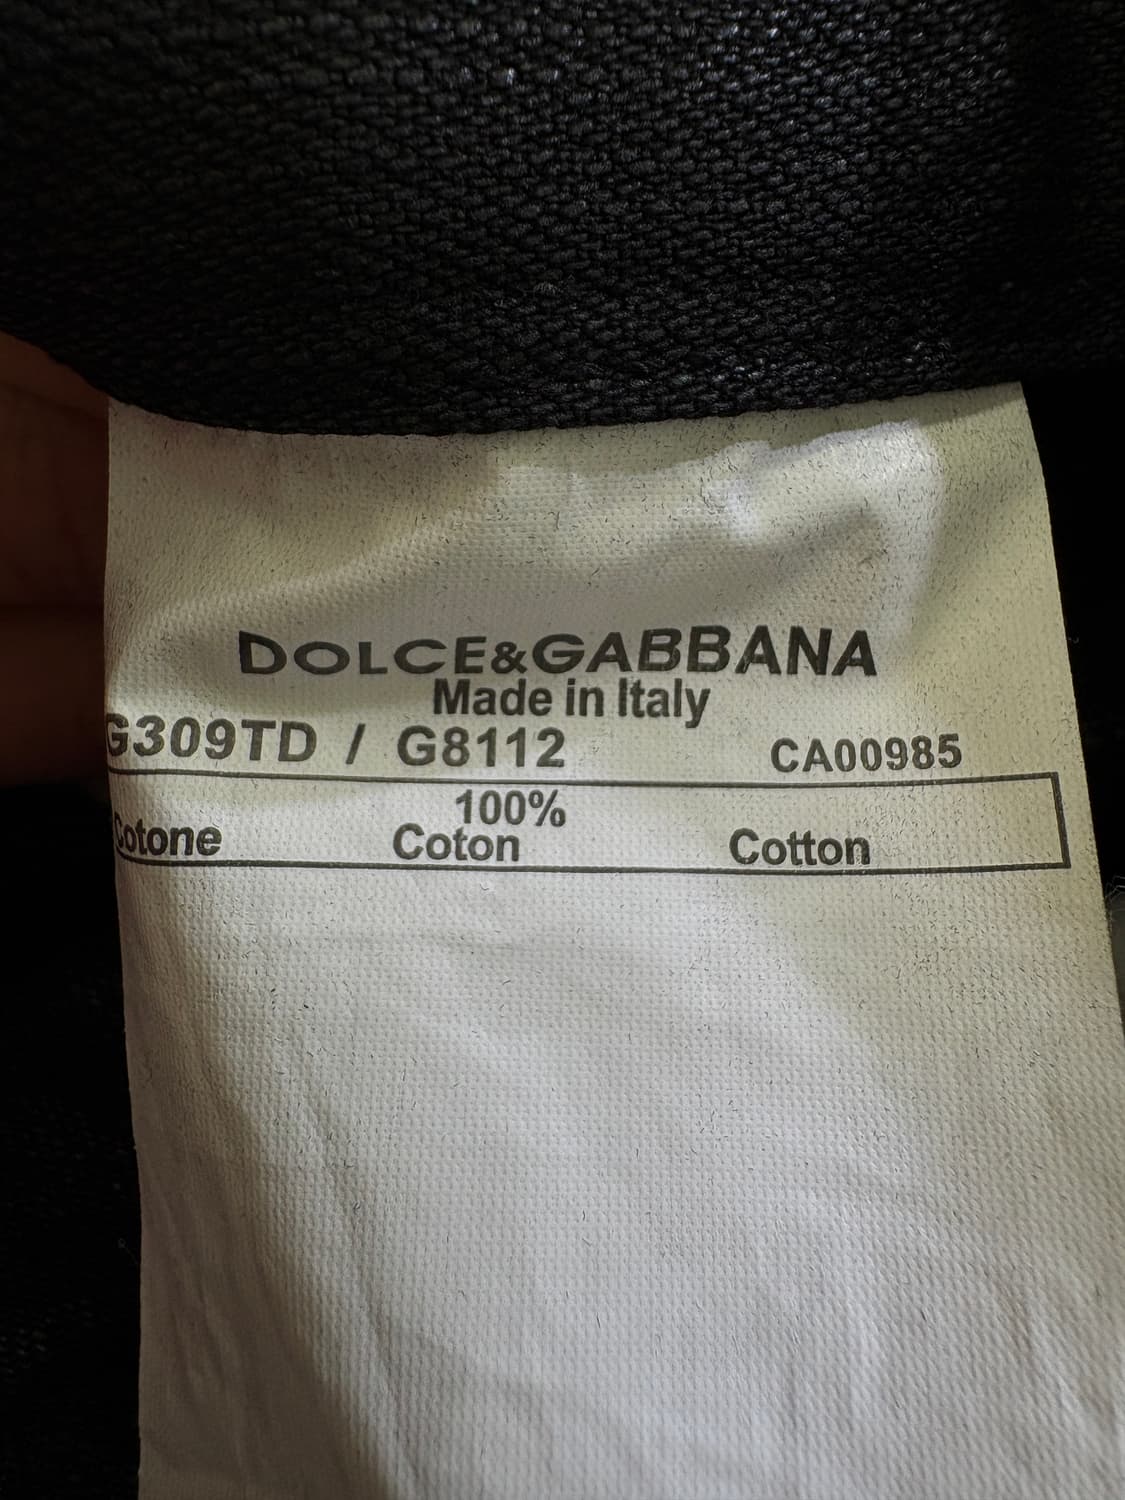 DOLCE&GABBANA
Made in Italy
G309TD / G8112 CA00985
100%
Cotone Coton Cotton